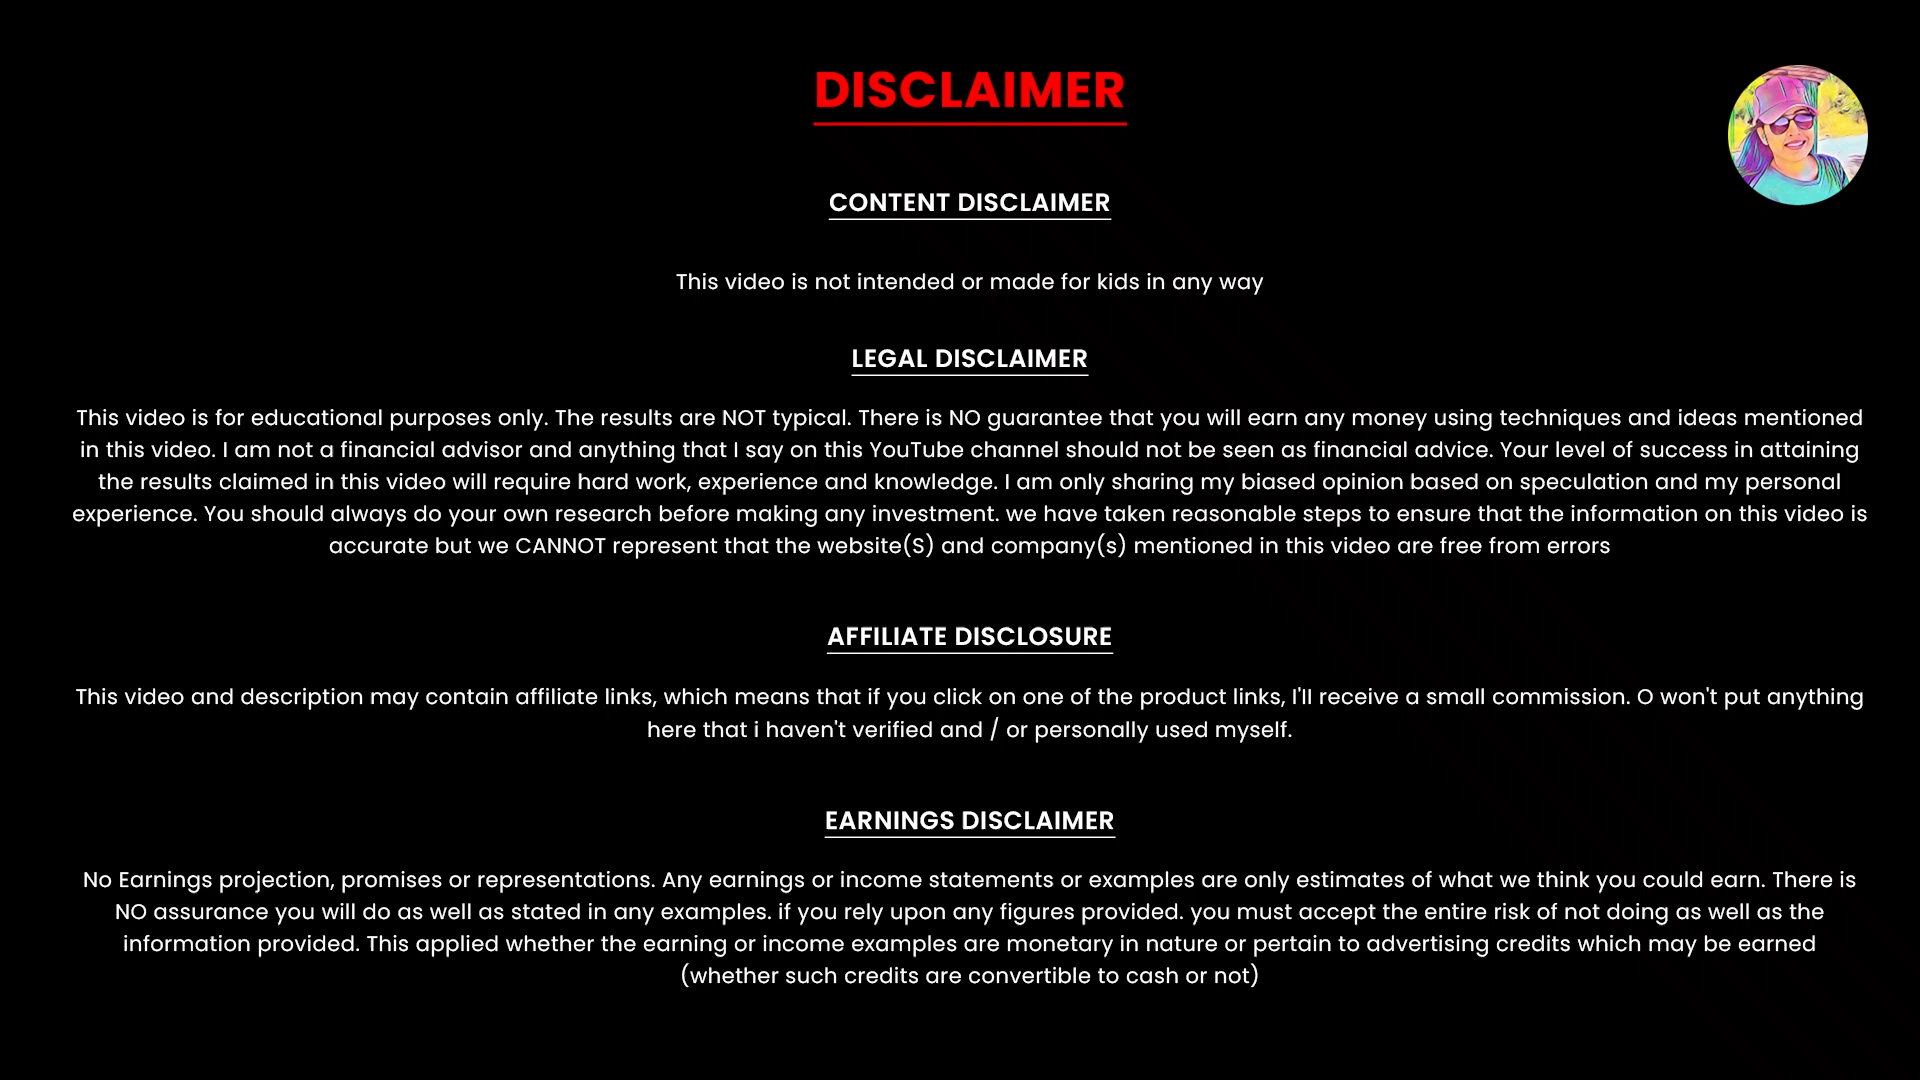 DISCLAIMER
CONTENT DISCLAIMER
This video is not intended or made for kids in any way
LEGAL DISCLAIMER
This video is for educational purposes only. The results are NOT typical. There is NO guarantee that you will earn any money using techniques and ideas mentioned
in this video. I am not a financial advisor and anything that I say on this YouTube channel should not be seen as financial advice. Your level of success in attaining
the results claimed in this video will require hard work, experience and knowledge. I am only sharing my biased opinion based on speculation and my personal
experience. You should always do your own research before making any investment. we have taken reasonable steps to ensure that the information on this video is
accurate but we CANNOT represent that the website(S) and company(s) mentioned in this video are free from errors
AFFILIATE DISCLOSURE
This video and description may contain affiliate links, which means that if you click on one of the product links, I'II receive a small commission. O won't put anything
here that i haven't verified and / or personally used myself.
EARNINGS DISCLAIMER
No Earnings projection, promises or representations. Any earnings or income statements or examples are only estimates of what we think you could earn. There is
NO assurance you will do as well as stated in any examples. if you rely upon any figures provided. you must accept the entire risk of not doing as well as the
information provided. This applied whether the earning or income examples are monetary in nature or pertain to advertising credits which may be earned
(whether such credits are convertible to cash or not)